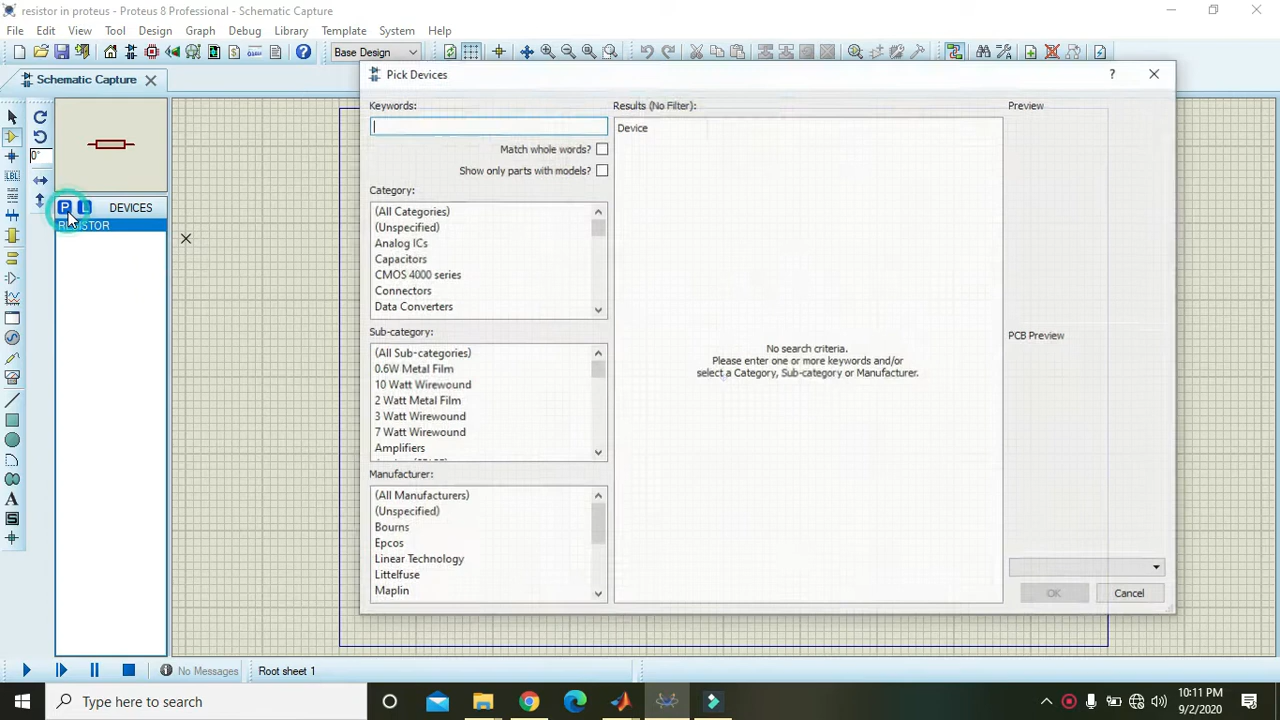 resistor in proteus - Proteus 8 Professional - Schematic Capture
File Edit View Tool Design Graph Debug Library Template System Help
Base Design
Schematic Capture
Pick Devices
?
Keywords:
Results (No Filter):
Preview
Device
Match whole words?
Show only parts with models?
0°
LBL
Category:
(All Categories)
(Unspecified)
Analog ICs
Capacitors
CMOS 4000 series
Connectors
Data Converters
P L DEVICES
RESISTOR
Sub-category:
(All Sub-categories)
0.6W Metal Film
10 Watt Wirewound
2 Watt Metal Film
3 Watt Wirewound
7 Watt Wirewound
Amplifiers
No search criteria.
Please enter one or more keywords and/or
select a Category, Sub-category or Manufacturer.
PCB Preview
Manufacturer:
(All Manufacturers)
(Unspecified)
Bourns
Epcos
Linear Technology
Littelfuse
Maplin
A
S
OK Cancel
No Messages
Root sheet 1
Type here to search
10:11 PM
9/2/2020